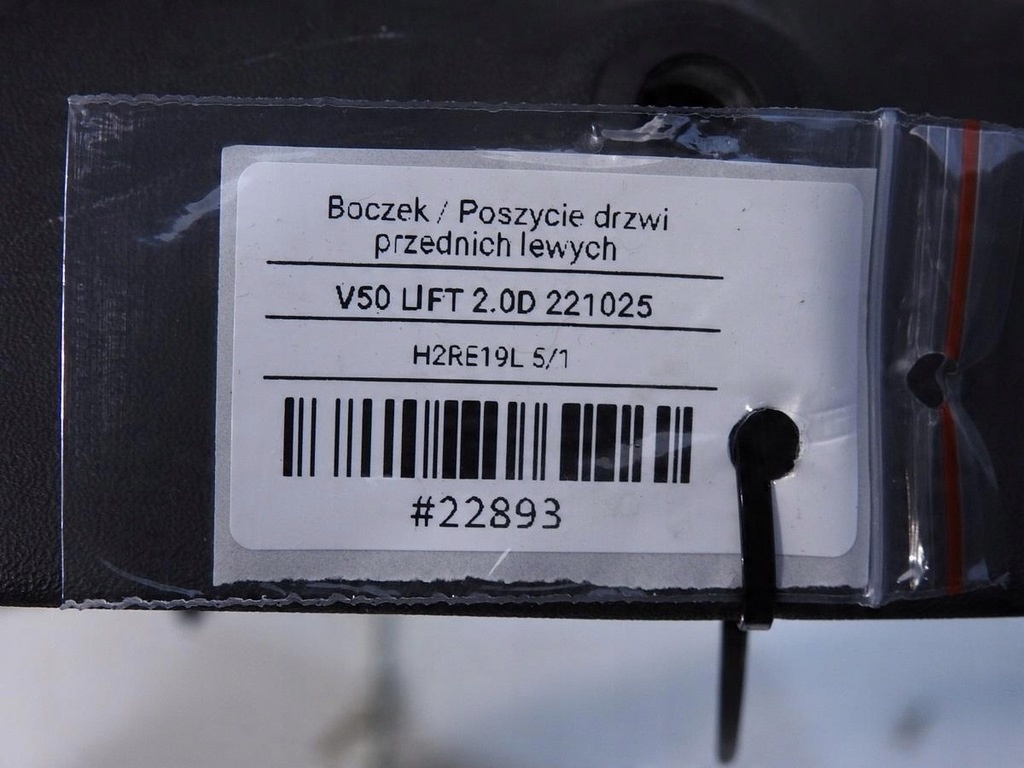 Boczek / Poszycie drzwi
przednich lewych
V50 LIFT 2.0D 221025
H2RE19L 5/1
#22893